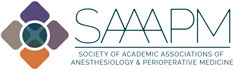 SAAAPM
SOCIETY OF ACADEMIC ASSOCIATIONS OF
ANESTHESIOLOGY & PERIOPERATIVE MEDICINE